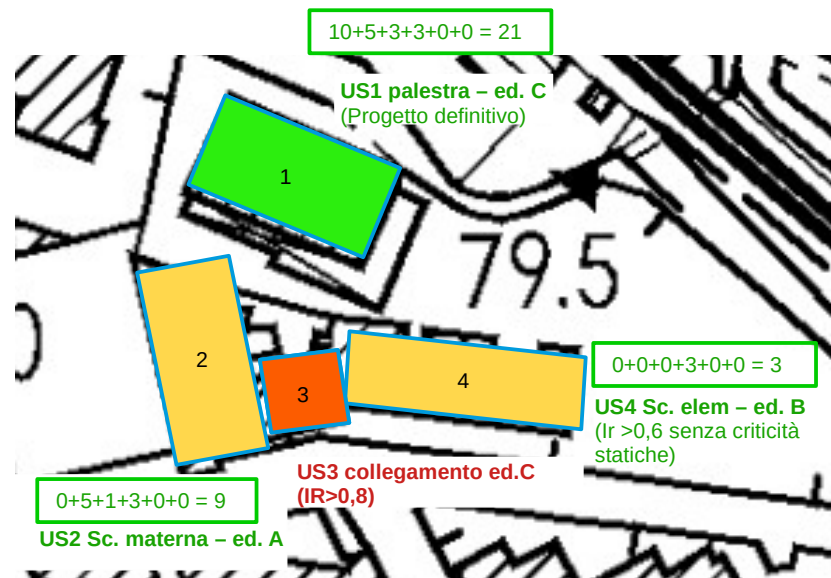 10+5+3+3+0+0 = 21
US1 palestra – ed. C
(Progetto definitivo)
1
79.5
2
3
4
0+0+0+3+0+0 = 3
US4 Sc. elem – ed. B
(Ir >0,6 senza criticità
statiche)
US3 collegamento ed.C
(IR>0,8)
0+5+1+3+0+0 = 9
US2 Sc. materna – ed. A